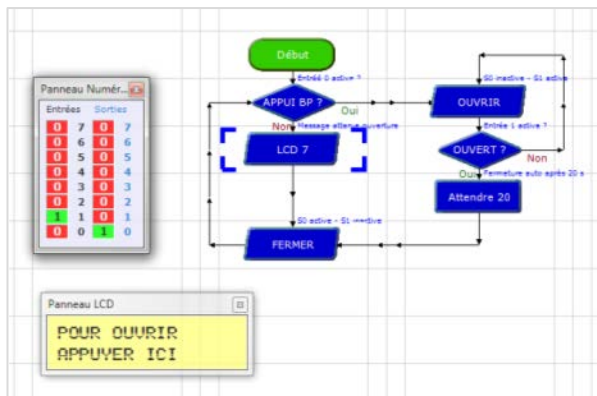 Début
Entréé 0 active ?
S0 inactive - S1 active
APPUI BP ?
Oui
OUVRIR
Non
Message attente ouverture
Entrée 1 active ?
LCD 7
OUVERT ?
Non
Oui
Fermeture auto après 20 s
Attendre 20
S0 active - S1 inactive
FERMER
Panneau Numér...
Entrées Sorties
0 7 0 7
0 6 0 6
0 5 0 5
0 4 0 4
0 3 0 3
0 2 0 2
1 1 0 1
0 0 1 0
Panneau LCD
POUR OUVRIR
APPUYER ICI